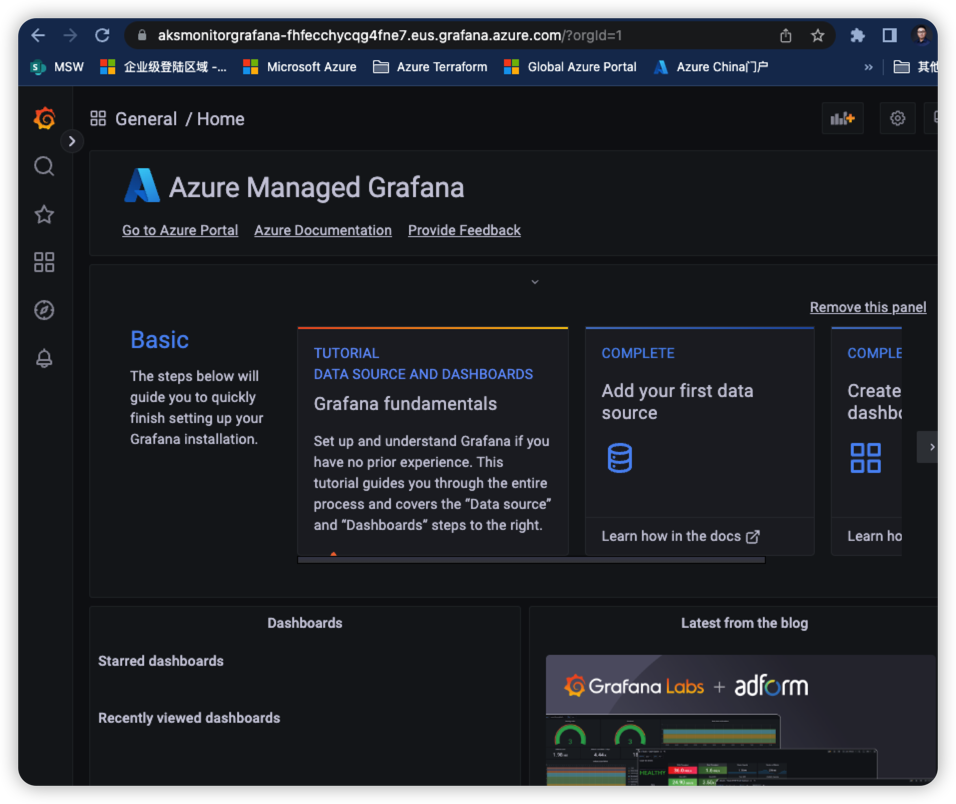 aksmonitorgrafana-fhfecchycqg4fne7.eus.grafana.azure.com/?orgId=1
MSW 企业级登陆区域 -... Microsoft Azure Azure Terraform Global Azure Portal Azure China门户 » 其他
General / Home
Azure Managed Grafana
Go to Azure Portal Azure Documentation Provide Feedback
Remove this panel
Basic
The steps below will
guide you to quickly
finish setting up your
Grafana installation.
TUTORIAL
DATA SOURCE AND DASHBOARDS
Grafana fundamentals
Set up and understand Grafana if you
have no prior experience. This
tutorial guides you through the entire
process and covers the “Data source”
and “Dashboards“ steps to the right.
COMPLETE
Add your first data
source
Learn how in the docs
COMPLE
Create
dashbo
Learn ho
Dashboards
Starred dashboards
Recently viewed dashboards
Latest from the blog
Grafana Labs + adform
HEALTHY